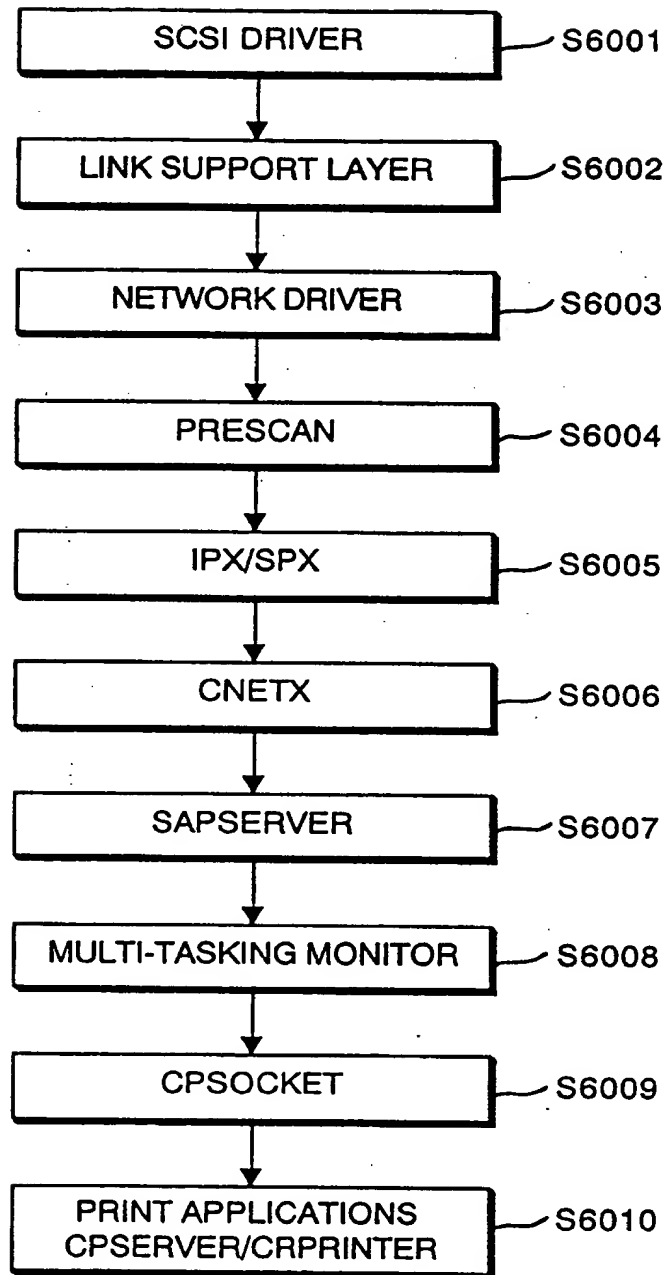 SCSI DRIVER S6001
LINK SUPPORT LAYER S6002
NETWORK DRIVER S6003
PRESCAN S6004
IPX/SPX S6005
CNETX S6006
SAPSERVER S6007
MULTI-TASKING MONITOR S6008
CPSOCKET S6009
PRINT APPLICATIONS
CPSERVER/CRPRINTER S6010